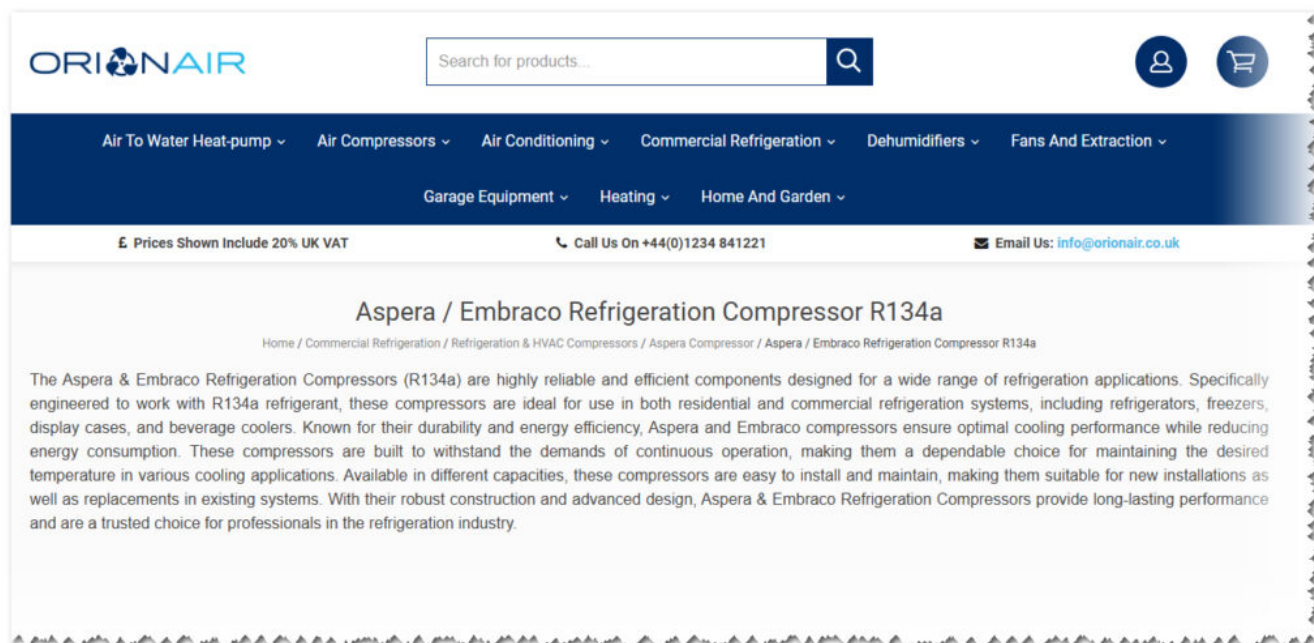 ORIONAIR
Search for products...
Air To Water Heat-pump
Air Compressors
Air Conditioning
Commercial Refrigeration
Dehumidifiers
Fans And Extraction
Garage Equipment
Heating
Home And Garden
£ Prices Shown Include 20% UK VAT
Call Us On +44(0)1234 841221
Email Us: info@orionair.co.uk
Aspera / Embraco Refrigeration Compressor R134a
Home / Commercial Refrigeration / Refrigeration & HVAC Compressors / Aspera Compressor / Aspera / Embraco Refrigeration Compressor R134a
The Aspera & Embraco Refrigeration Compressors (R134a) are highly reliable and efficient components designed for a wide range of refrigeration applications. Specifically
engineered to work with R134a refrigerant, these compressors are ideal for use in both residential and commercial refrigeration systems, including refrigerators, freezers,
display cases, and beverage coolers. Known for their durability and energy efficiency, Aspera and Embraco compressors ensure optimal cooling performance while reducing
energy consumption. These compressors are built to withstand the demands of continuous operation, making them a dependable choice for maintaining the desired
temperature in various cooling applications. Available in different capacities, these compressors are easy to install and maintain, making them suitable for new installations as
well as replacements in existing systems. With their robust construction and advanced design, Aspera & Embraco Refrigeration Compressors provide long-lasting performance
and are a trusted choice for professionals in the refrigeration industry.